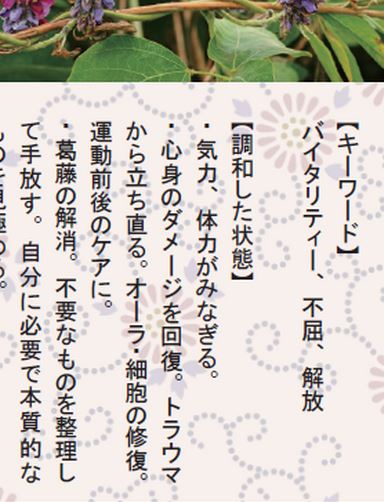 【キーワード】
バイタリティー、不屈、解放
【調和した状態】
・気力、体力がみなぎる。
・心身のダメージを回復。トラウマ
から立ち直る。オーラ・細胞の修復。
運動前後のケアに。
・葛藤の解消。不要なものを整理し
て手放す。自分に必要で本質的な